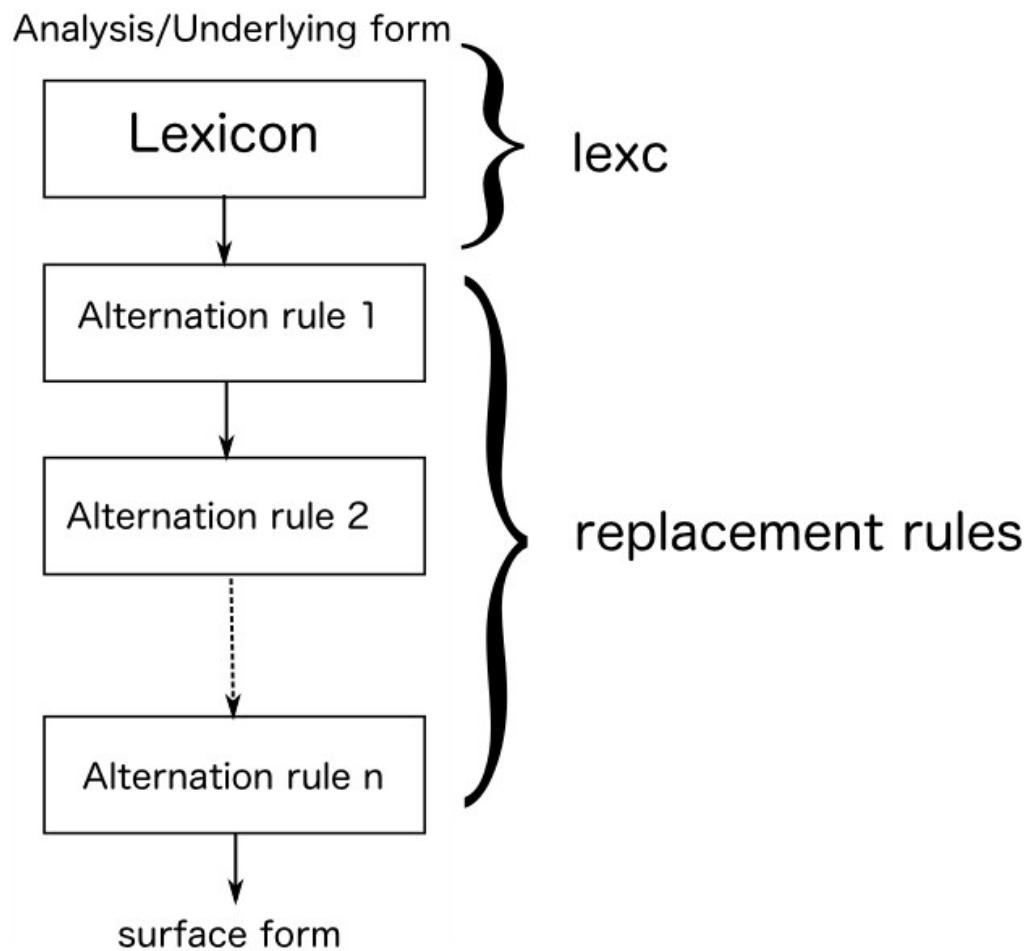 Analysis/Underlying form
Lexicon
lexc
Alternation rule 1
Alternation rule 2
replacement rules
Alternation rule n
surface form